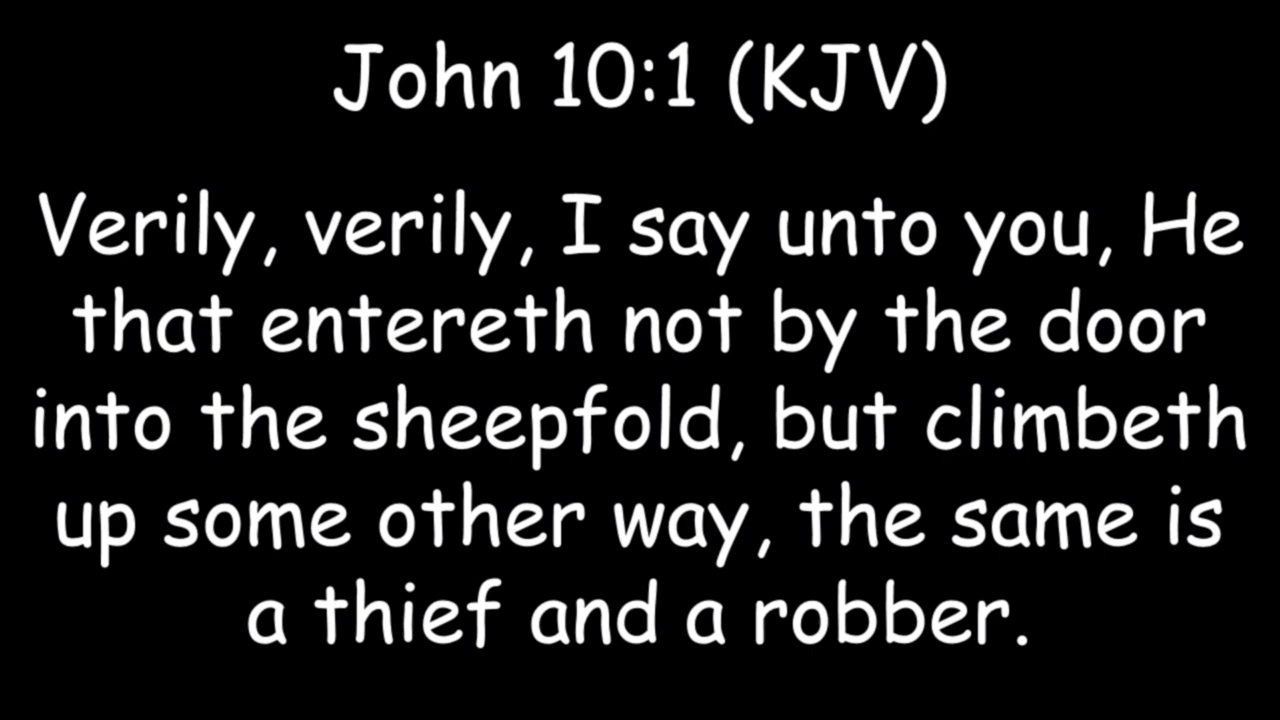 John 10:1 (KJV)
Verily, verily, I say unto you, He
that entereth not by the door
into the sheepfold, but climbeth
up some other way, the same is
a thief and a robber.